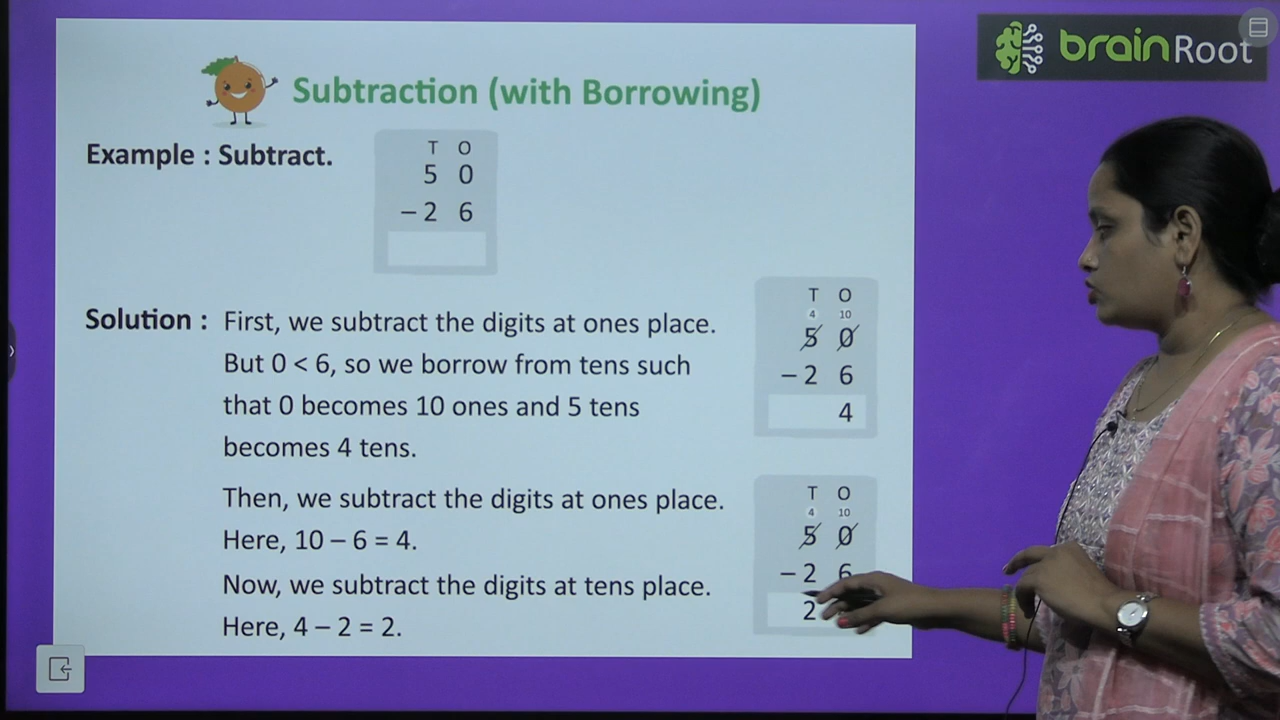 brainRoot
Subtraction (with Borrowing)
Example : Subtract.
T O
5 0
– 2 6
Solution : First, we subtract the digits at ones place.
But 0 < 6, so we borrow from tens such
that 0 becomes 10 ones and 5 tens
becomes 4 tens.
T O
4 10
5 0
– 2 6
4
Then, we subtract the digits at ones place.
Here, 10 – 6 = 4.
Now, we subtract the digits at tens place.
Here, 4 – 2 = 2.
T O
4 10
5 0
– 2 6
2